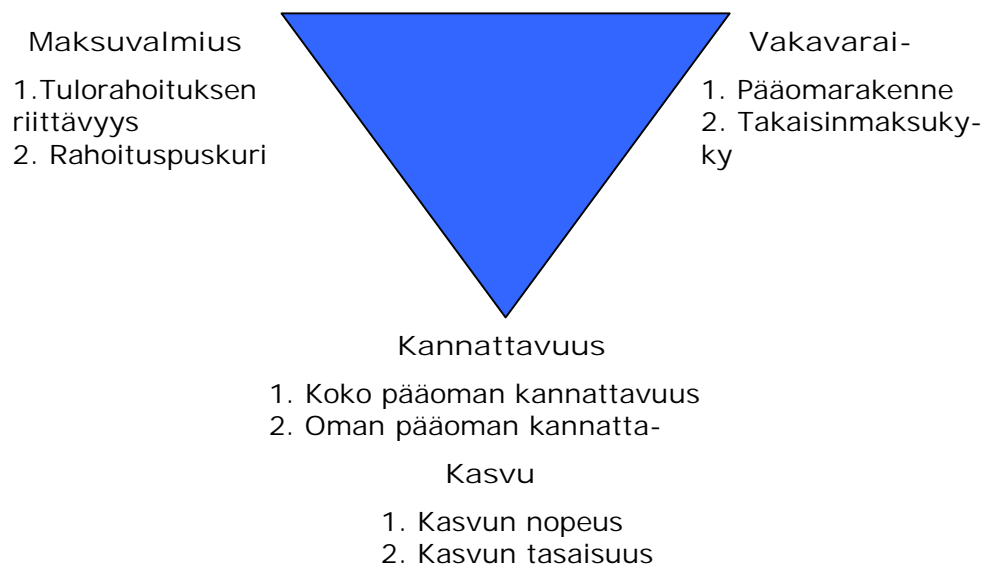 Maksuvalmius
1.Tulorahoituksen
riittävyys
2. Rahoituspuskuri
Vakavarai-
1. Pääomarakenne
2. Takaisinmaksuky-
ky
Kannattavuus
1. Koko pääoman kannattavuus
2. Oman pääoman kannatta-
Kasvu
1. Kasvun nopeus
2. Kasvun tasaisuus